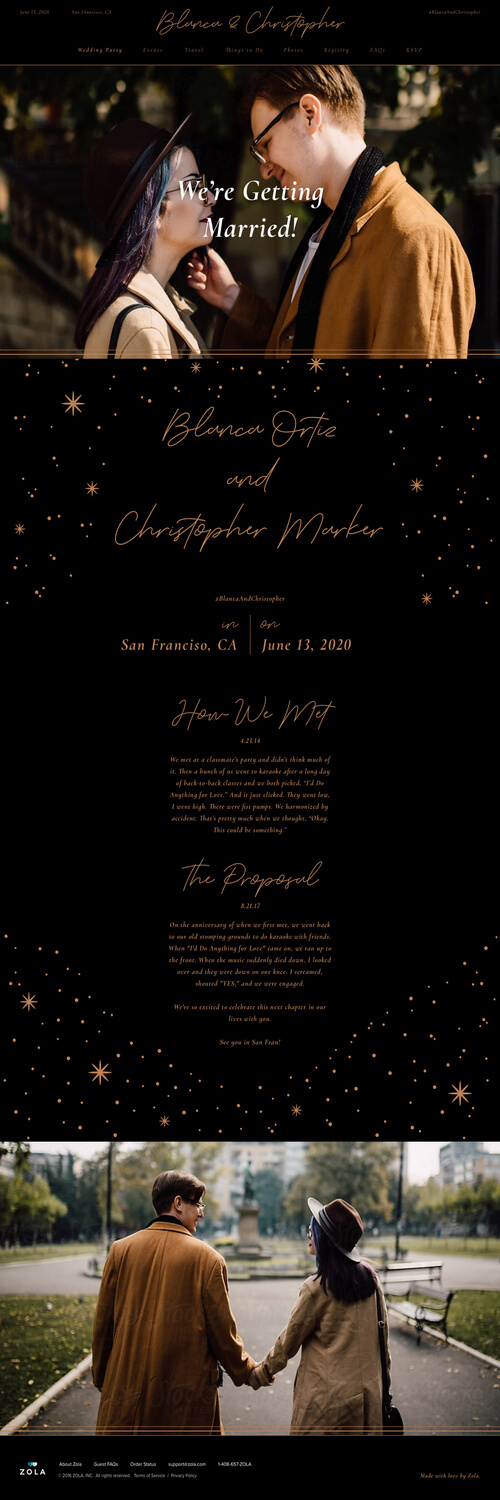 June 13, 2020 San Francisco, CA
Blanca & Christopher
#BlancaAndChristopher
Wedding Party Events Travel Things to Do Photos Registry FAQs RSVP
We're Getting
Married!
Blanca Ortiz
and
Christopher Marker
#BlancaAndChristopher
in on
San Franciso, CA June 13, 2020
How We Met
4.23.14
We met at a classmate's party and didn't think much of
it. Then a bunch of us went to karaoke after a long day
of back-to-back classes and we both picked, "I'd Do
Anything for Love." And it just clicked. They went low,
I went high. There were fist pumps. We harmonized by
accident. That's pretty much when we thought, "Okay.
This could be something."
The Proposal
8.21.17
On the anniversary of when we first met, we went back
to our old stomping grounds to do karaoke with friends.
When "I'd Do Anything for Love" came on, we ran up to
the front. When the music suddenly died down, I looked
over and they were down on one knee. I screamed,
shouted "YES," and we were engaged.
We're so excited to celebrate this next chapter in our
lives with you.
See you in San Fran!
ZOLA
About Zola Guest FAQs Order Status support@zola.com 1-408-657-ZOLA
© 2016 ZOLA, INC. All rights reserved. Terms of Service / Privacy Policy
Made with love by Zola.